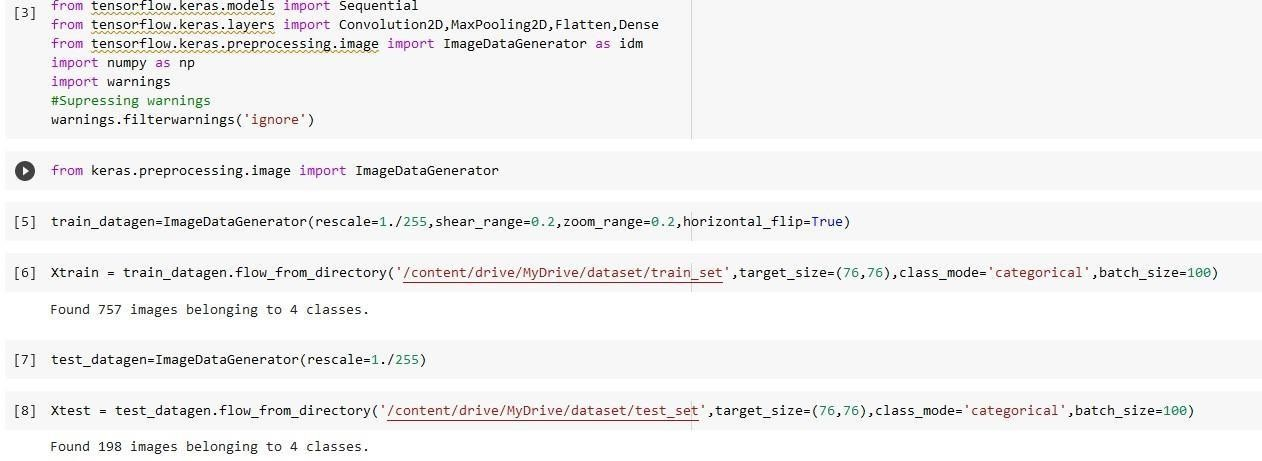 from tensorflow.keras.models import Sequential
[3] from tensorflow.keras.layers import Convolution2D,MaxPooling2D,Flatten,Dense
from tensorflow.keras.preprocessing.image import ImageDataGenerator as idm
import numpy as np
import warnings
#Supressing warnings
warnings.filterwarnings('ignore')
from keras.preprocessing.image import ImageDataGenerator
[5] train_datagen=ImageDataGenerator(rescale=1./255,shear_range=0.2,zoom_range=0.2,horizontal_flip=True)
[6] Xtrain = train_datagen.flow_from_directory('/content/drive/MyDrive/dataset/train_set',target_size=(76,76),class_mode='categorical',batch_size=100)
Found 757 images belonging to 4 classes.
[7] test_datagen=ImageDataGenerator(rescale=1./255)
[8] Xtest = test_datagen.flow_from_directory('/content/drive/MyDrive/dataset/test_set',target_size=(76,76),class_mode='categorical',batch_size=100)
Found 198 images belonging to 4 classes.